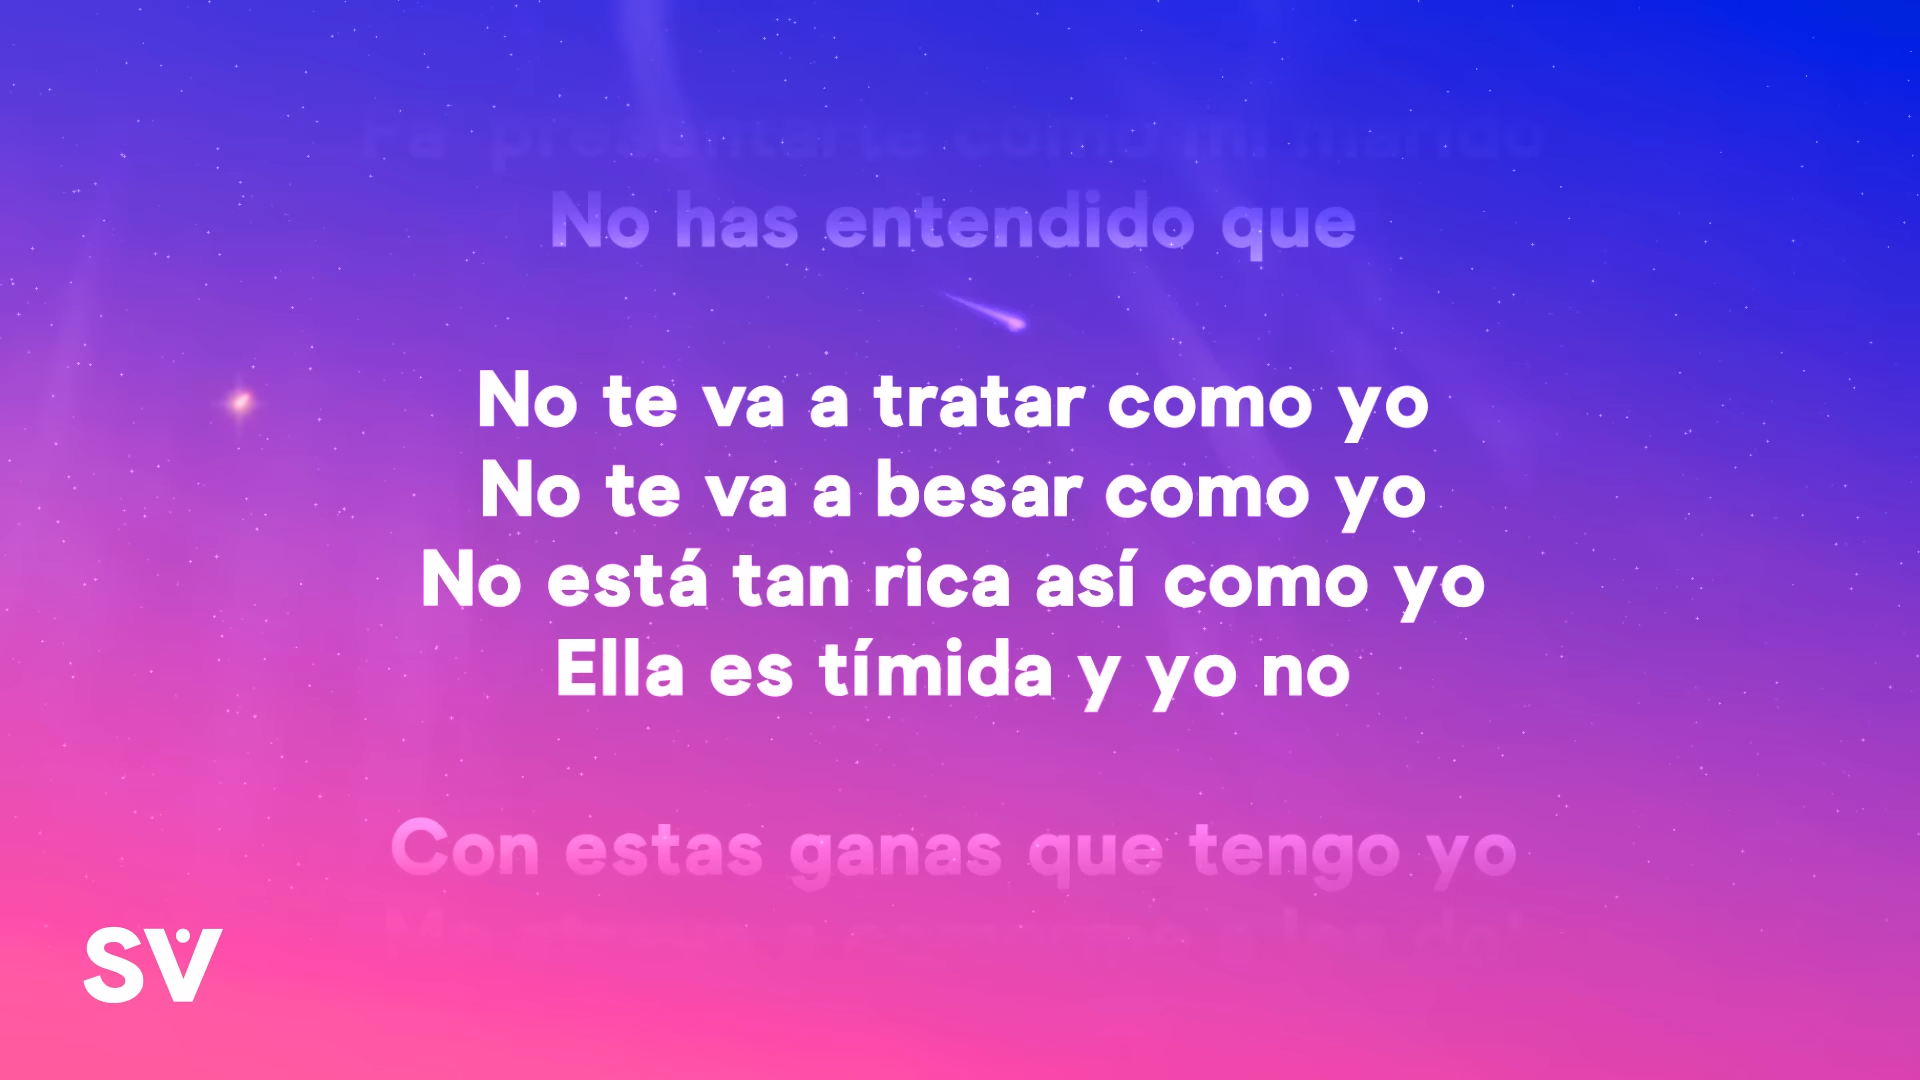 Pa' presentarte como mi marido
No has entendido que
No te va a tratar como yo
No te va a besar como yo
No está tan rica así como yo
Ella es tímida y yo no
Con estas ganas que tengo yo
SV